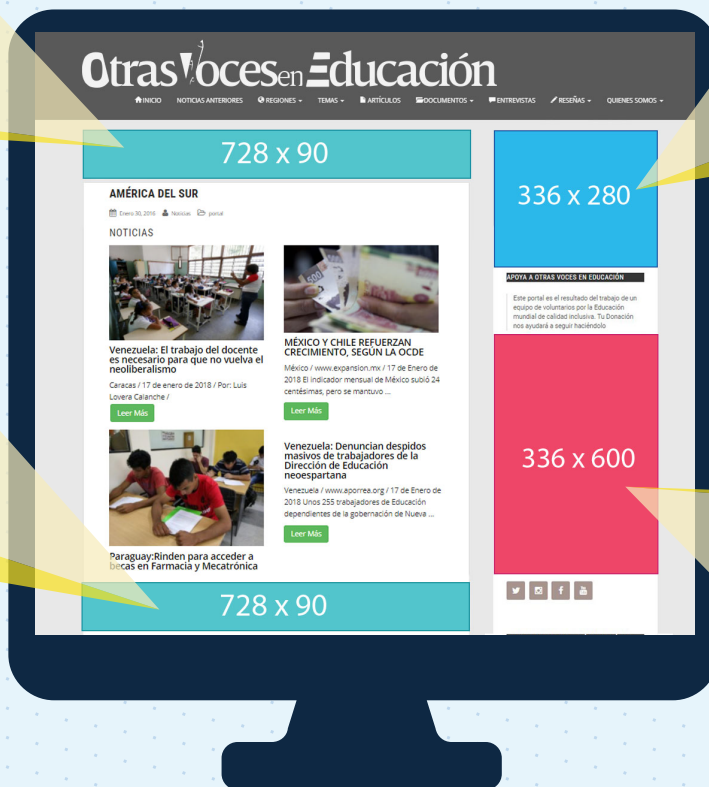 Otras Voces en Educación
INICIO NOTICIAS ANTERIORES REGIONES TEMAS ARTÍCULOS DOCUMENTOS ENTREVISTAS RESEÑAS QUIENES SOMOS
728 x 90
AMÉRICA DEL SUR
Enero 30, 2016 Noticias portal
NOTICIAS
Venezuela: El trabajo del docente
es necesario para que no vuelva el
neoliberalismo
Caracas / 17 de enero de 2018 / Por: Luis
Lovera Calanche /
Leer Más
MÉXICO Y CHILE REFUERZAN
CRECIMIENTO, SEGÚN LA OCDE
México / www.expansion.mx / 17 de Enero de
2018 El indicador mensual de México subió 24
centésimas, pero se mantuvo ...
Leer Más
Venezuela: Denuncian despidos
masivos de trabajadores de la
Dirección de Educación
neoespartana
Venezuela / www.aporrea.org / 17 de Enero de
2018 Unos 255 trabajadores de Educación
dependientes de la gobernación de Nueva ...
Leer Más
Paraguay:Rinden para acceder a
becas en Farmacia y Mecatrónica
728 x 90
336 x 280
APOYA A OTRAS VOCES EN EDUCACIÓN
Este portal es el resultado del trabajo de un
equipo de voluntarios por la Educación
mundial de calidad inclusiva. Tu Donación
nos ayudará a seguir haciéndolo
336 x 600